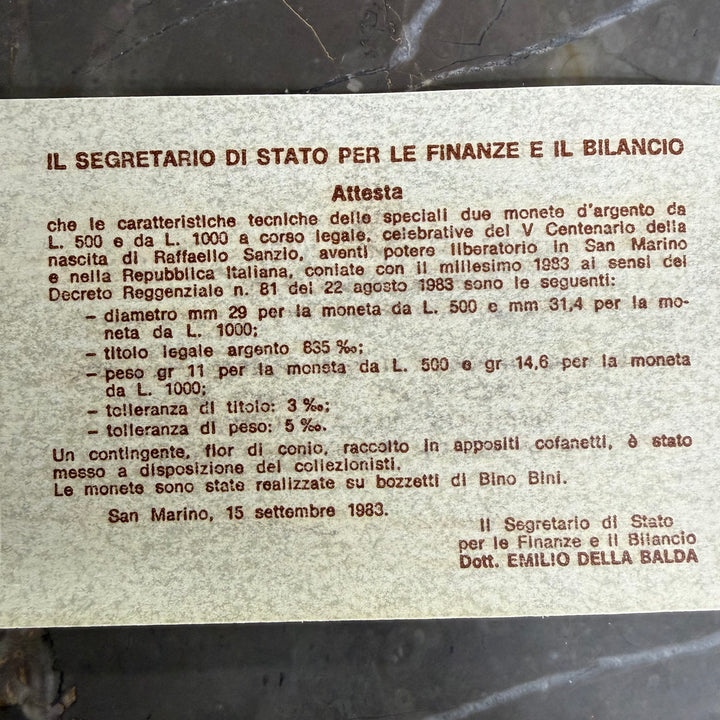 IL SEGRETARIO DI STATO PER LE FINANZE E IL BILANCIO
Attesta
che le caratteristiche tecniche delle speciali due monete d'argento da
L. 500 e da L. 1000 a corso legale, celebrative del V Centenario della
nascita di Raffaello Sanzio, aventi potere liberatorio in San Marino
e nella Repubblica Italiana, coniate con il millesimo 1983 ai sensi del
Decreto Reggenziale n. 81 del 22 agosto 1983 sono le seguenti:
– diametro mm 29 per la moneta da L. 500 e mm 31,4 per la mo-
neta da L. 1000;
– titolo legale argento 835 ‰;
– peso gr 11 per la moneta da L. 500 e gr 14,6 per la moneta
da L. 1000;
– tolleranza di titolo: 3 ‰;
– tolleranza di peso: 5 ‰.
Un contingente, fior di conio, raccolto in appositi cofanetti, è stato
messo a disposizione dei collezionisti.
Le monete sono state realizzate su bozzetti di Bino Bini.
San Marino, 15 settembre 1983.
Il Segretario di Stato
per le Finanze e il Bilancio
Dott. EMILIO DELLA BALDA